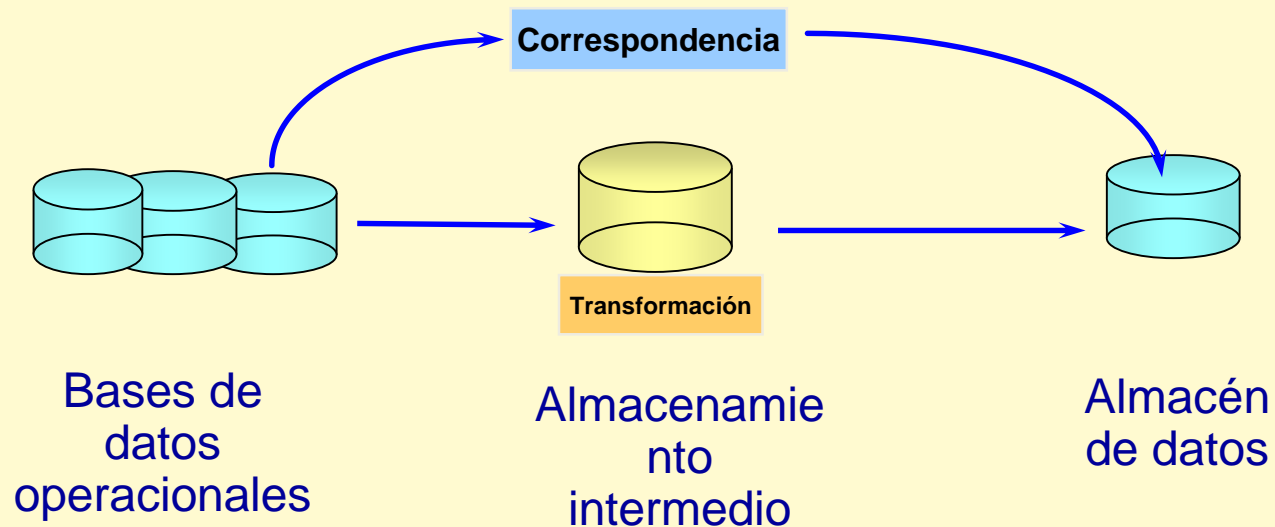 Correspondencia
Transformación
Bases de
datos
operacionales
Almacenamie
nto
intermedio
Almacén
de datos